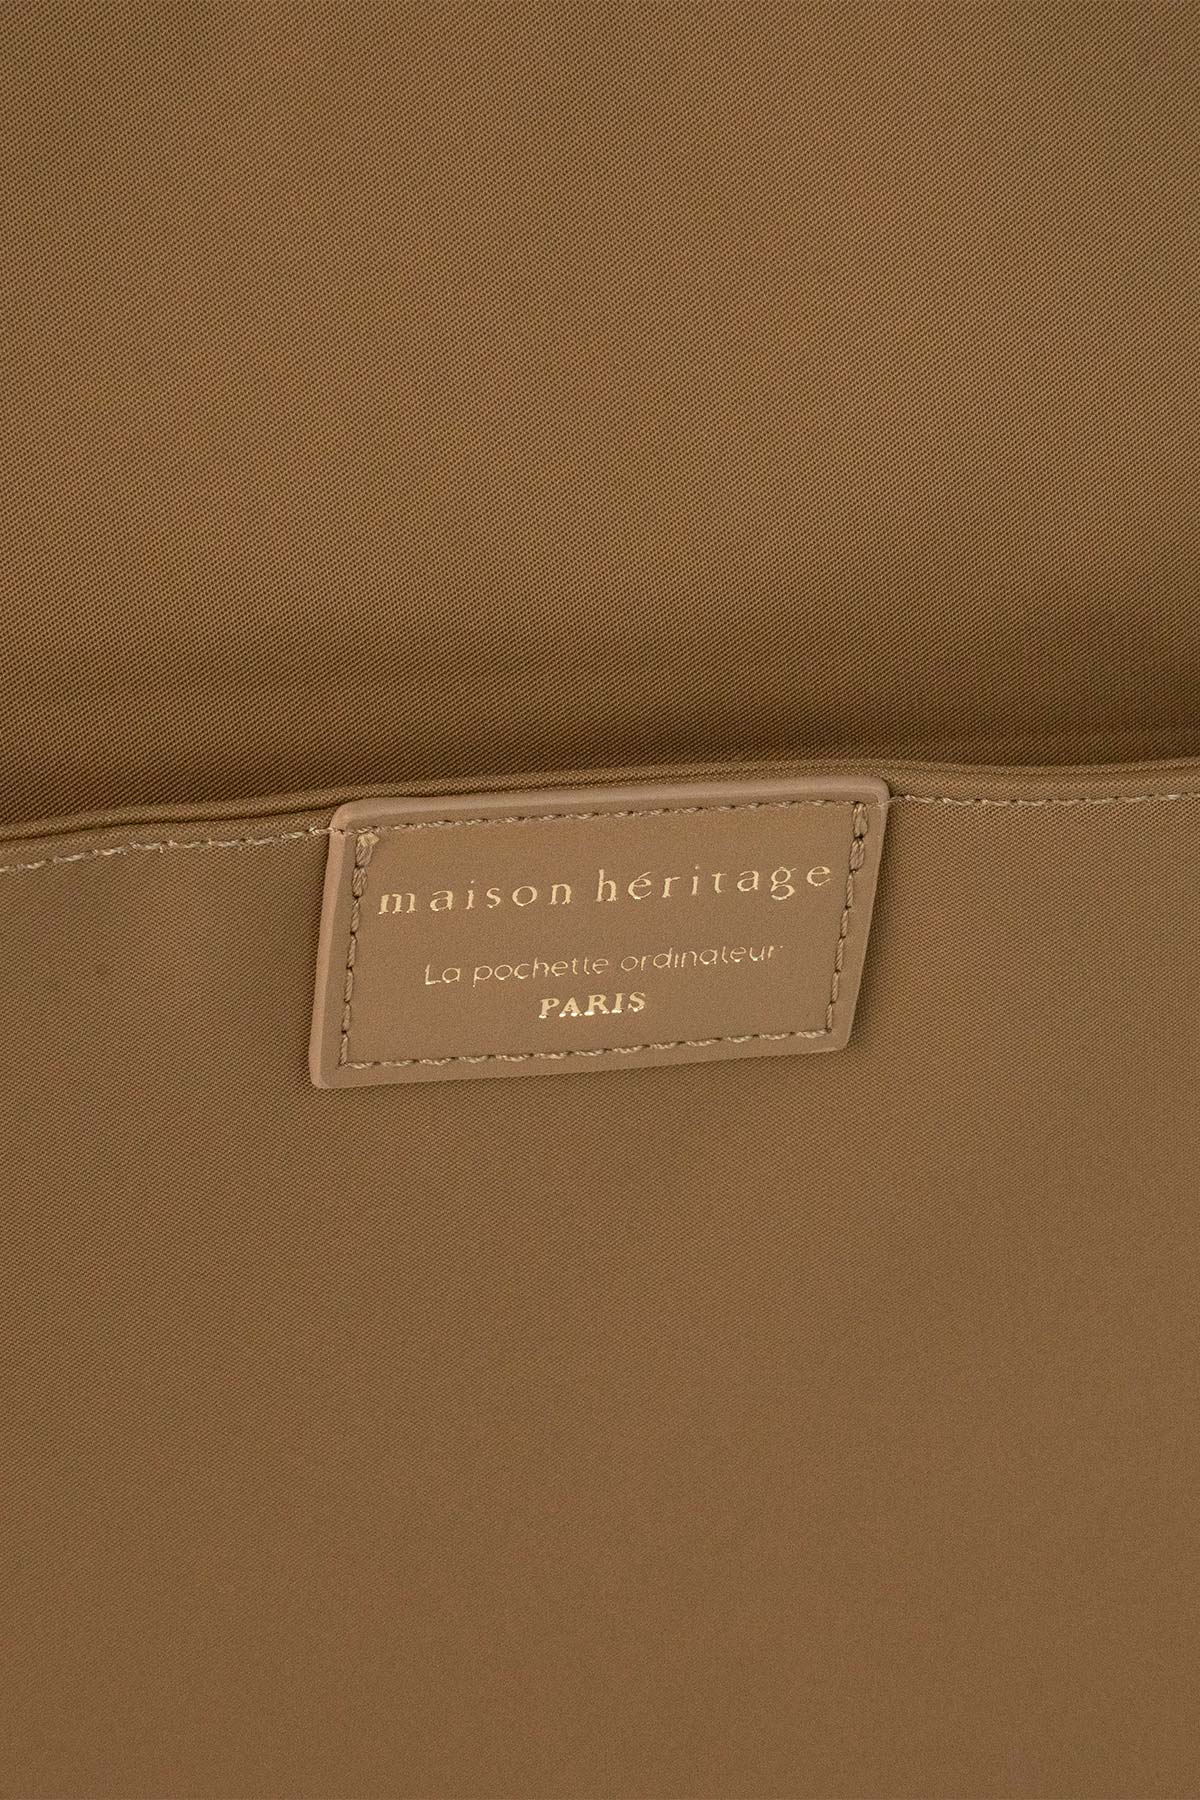 maison héritage
La pochette ordinateur
PARIS